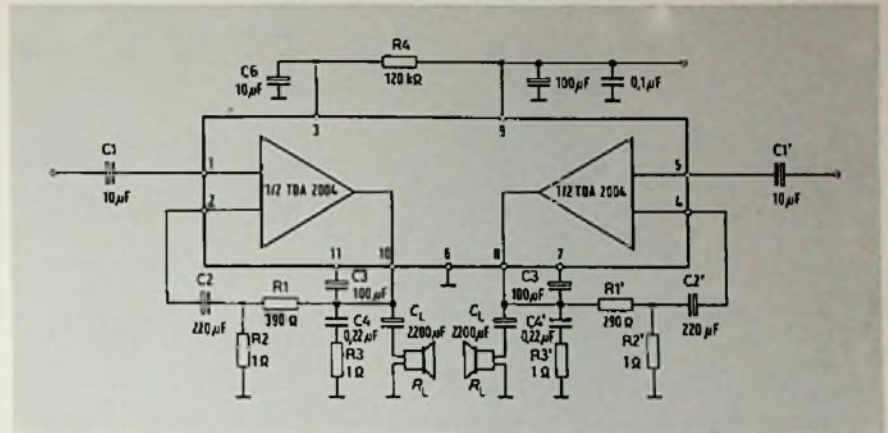 R4
120 kΩ
C6
10µF
100µF
0,1µF
3
9
C1
10µF
1
2
1/2 TDA 2004
1/2 TDA 2004
5
4
C1'
10µF
11
10
6
8
7
C2
220µF
R1
390 Ω
R2
1Ω
C3
100µF
C4
0,22µF
R3
1Ω
CL
2200µF
RL
CL
2200µF
RL
C3
100µF
C4'
0,22µF
R3'
1Ω
R1'
290Ω
R2'
1Ω
C2'
220µF